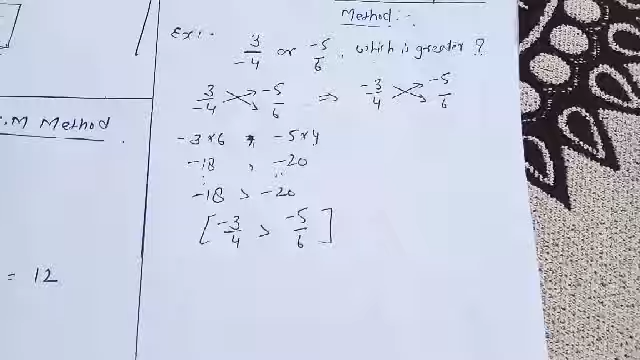 Method :-
Ex:- 3/-4 or -5/6, which is greater ?
3/-4 -5/6 ⇒ -3/4 -5/6
.M Method
-3×6 , -5×4
-18 , -20
-18 > -20
[-3/4 > -5/6]
= 12